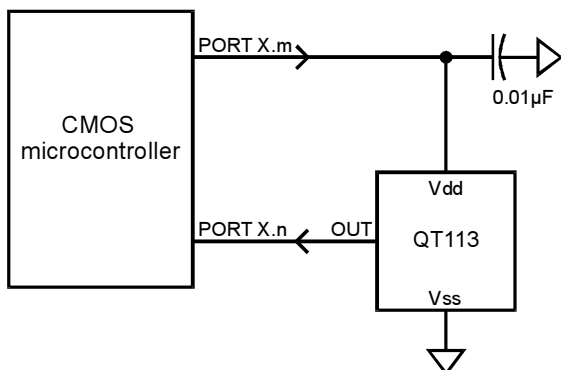 PORT X.m
0.01µF
CMOS
microcontroller
Vdd
PORT X.n
OUT
QT113
Vss